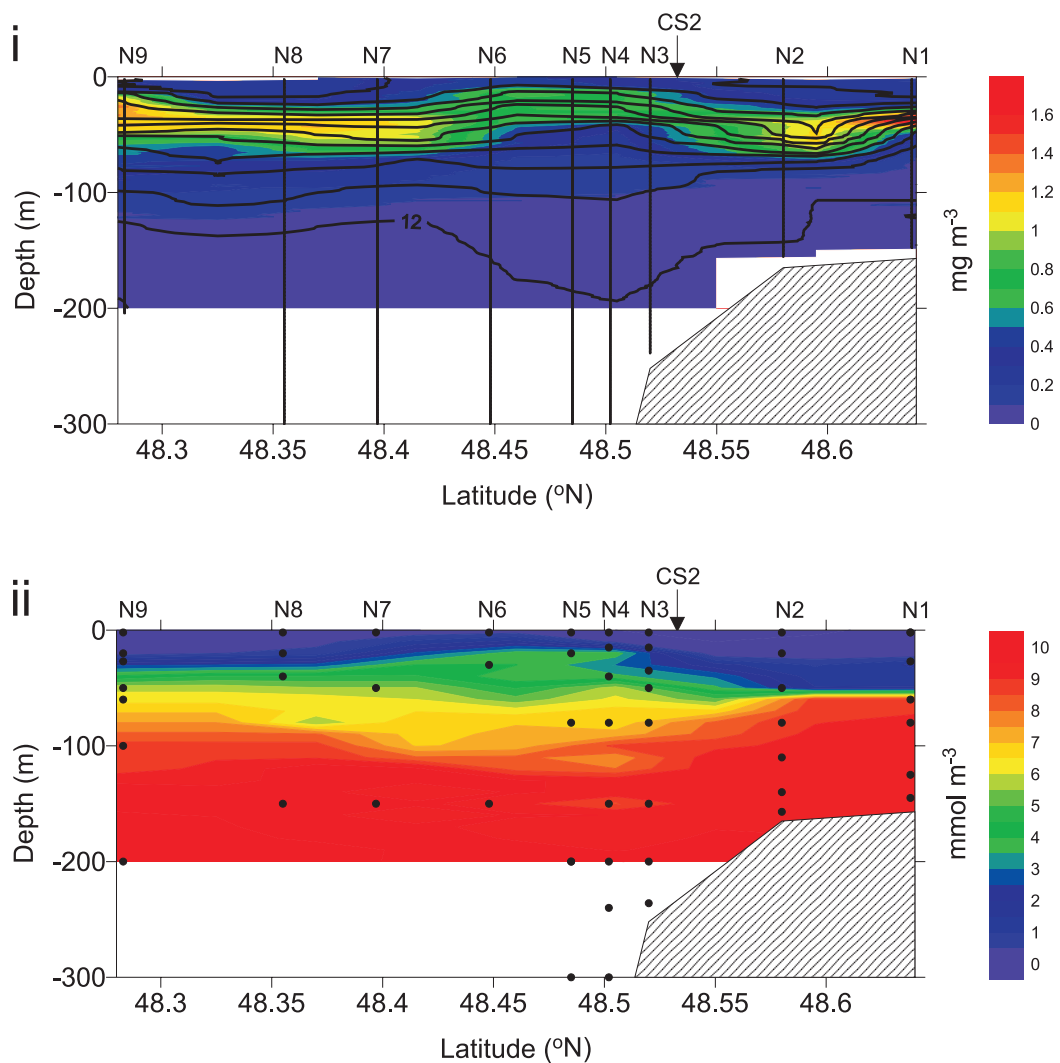 i
CS2
N9 N8 N7 N6 N5 N4 N3 N2 N1
0
-100
-200
-300
Depth (m)
12
48.3 48.35 48.4 48.45 48.5 48.55 48.6
Latitude (oN)
1.6
1.4
1.2
1
0.8
0.6
0.4
0.2
0
mg m-3
ii
CS2
N9 N8 N7 N6 N5 N4 N3 N2 N1
0
-100
-200
-300
Depth (m)
48.3 48.35 48.4 48.45 48.5 48.55 48.6
Latitude (oN)
10
9
8
7
6
5
4
3
2
1
0
mmol m-3